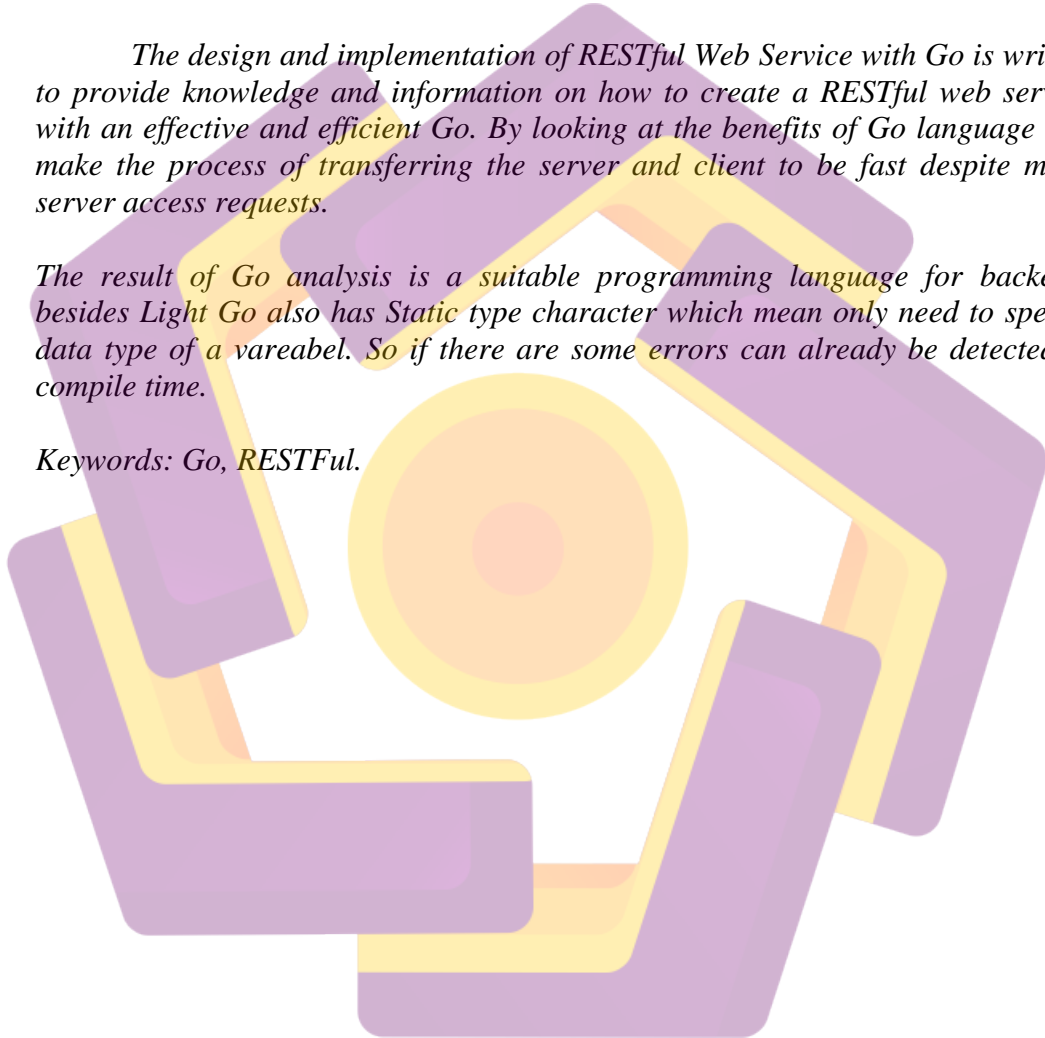 The design and implementation of RESTful Web Service with Go is wri
to provide knowledge and information on how to create a RESTful web ser
with an effective and efficient Go. By looking at the benefits of Go language
make the process of transferring the server and client to be fast despite m
server access requests.
The result of Go analysis is a suitable programming language for backe
besides Light Go also has Static type character which mean only need to spe
data type of a vareabel. So if there are some errors can already be detected
compile time.
Keywords: Go, RESTFul.